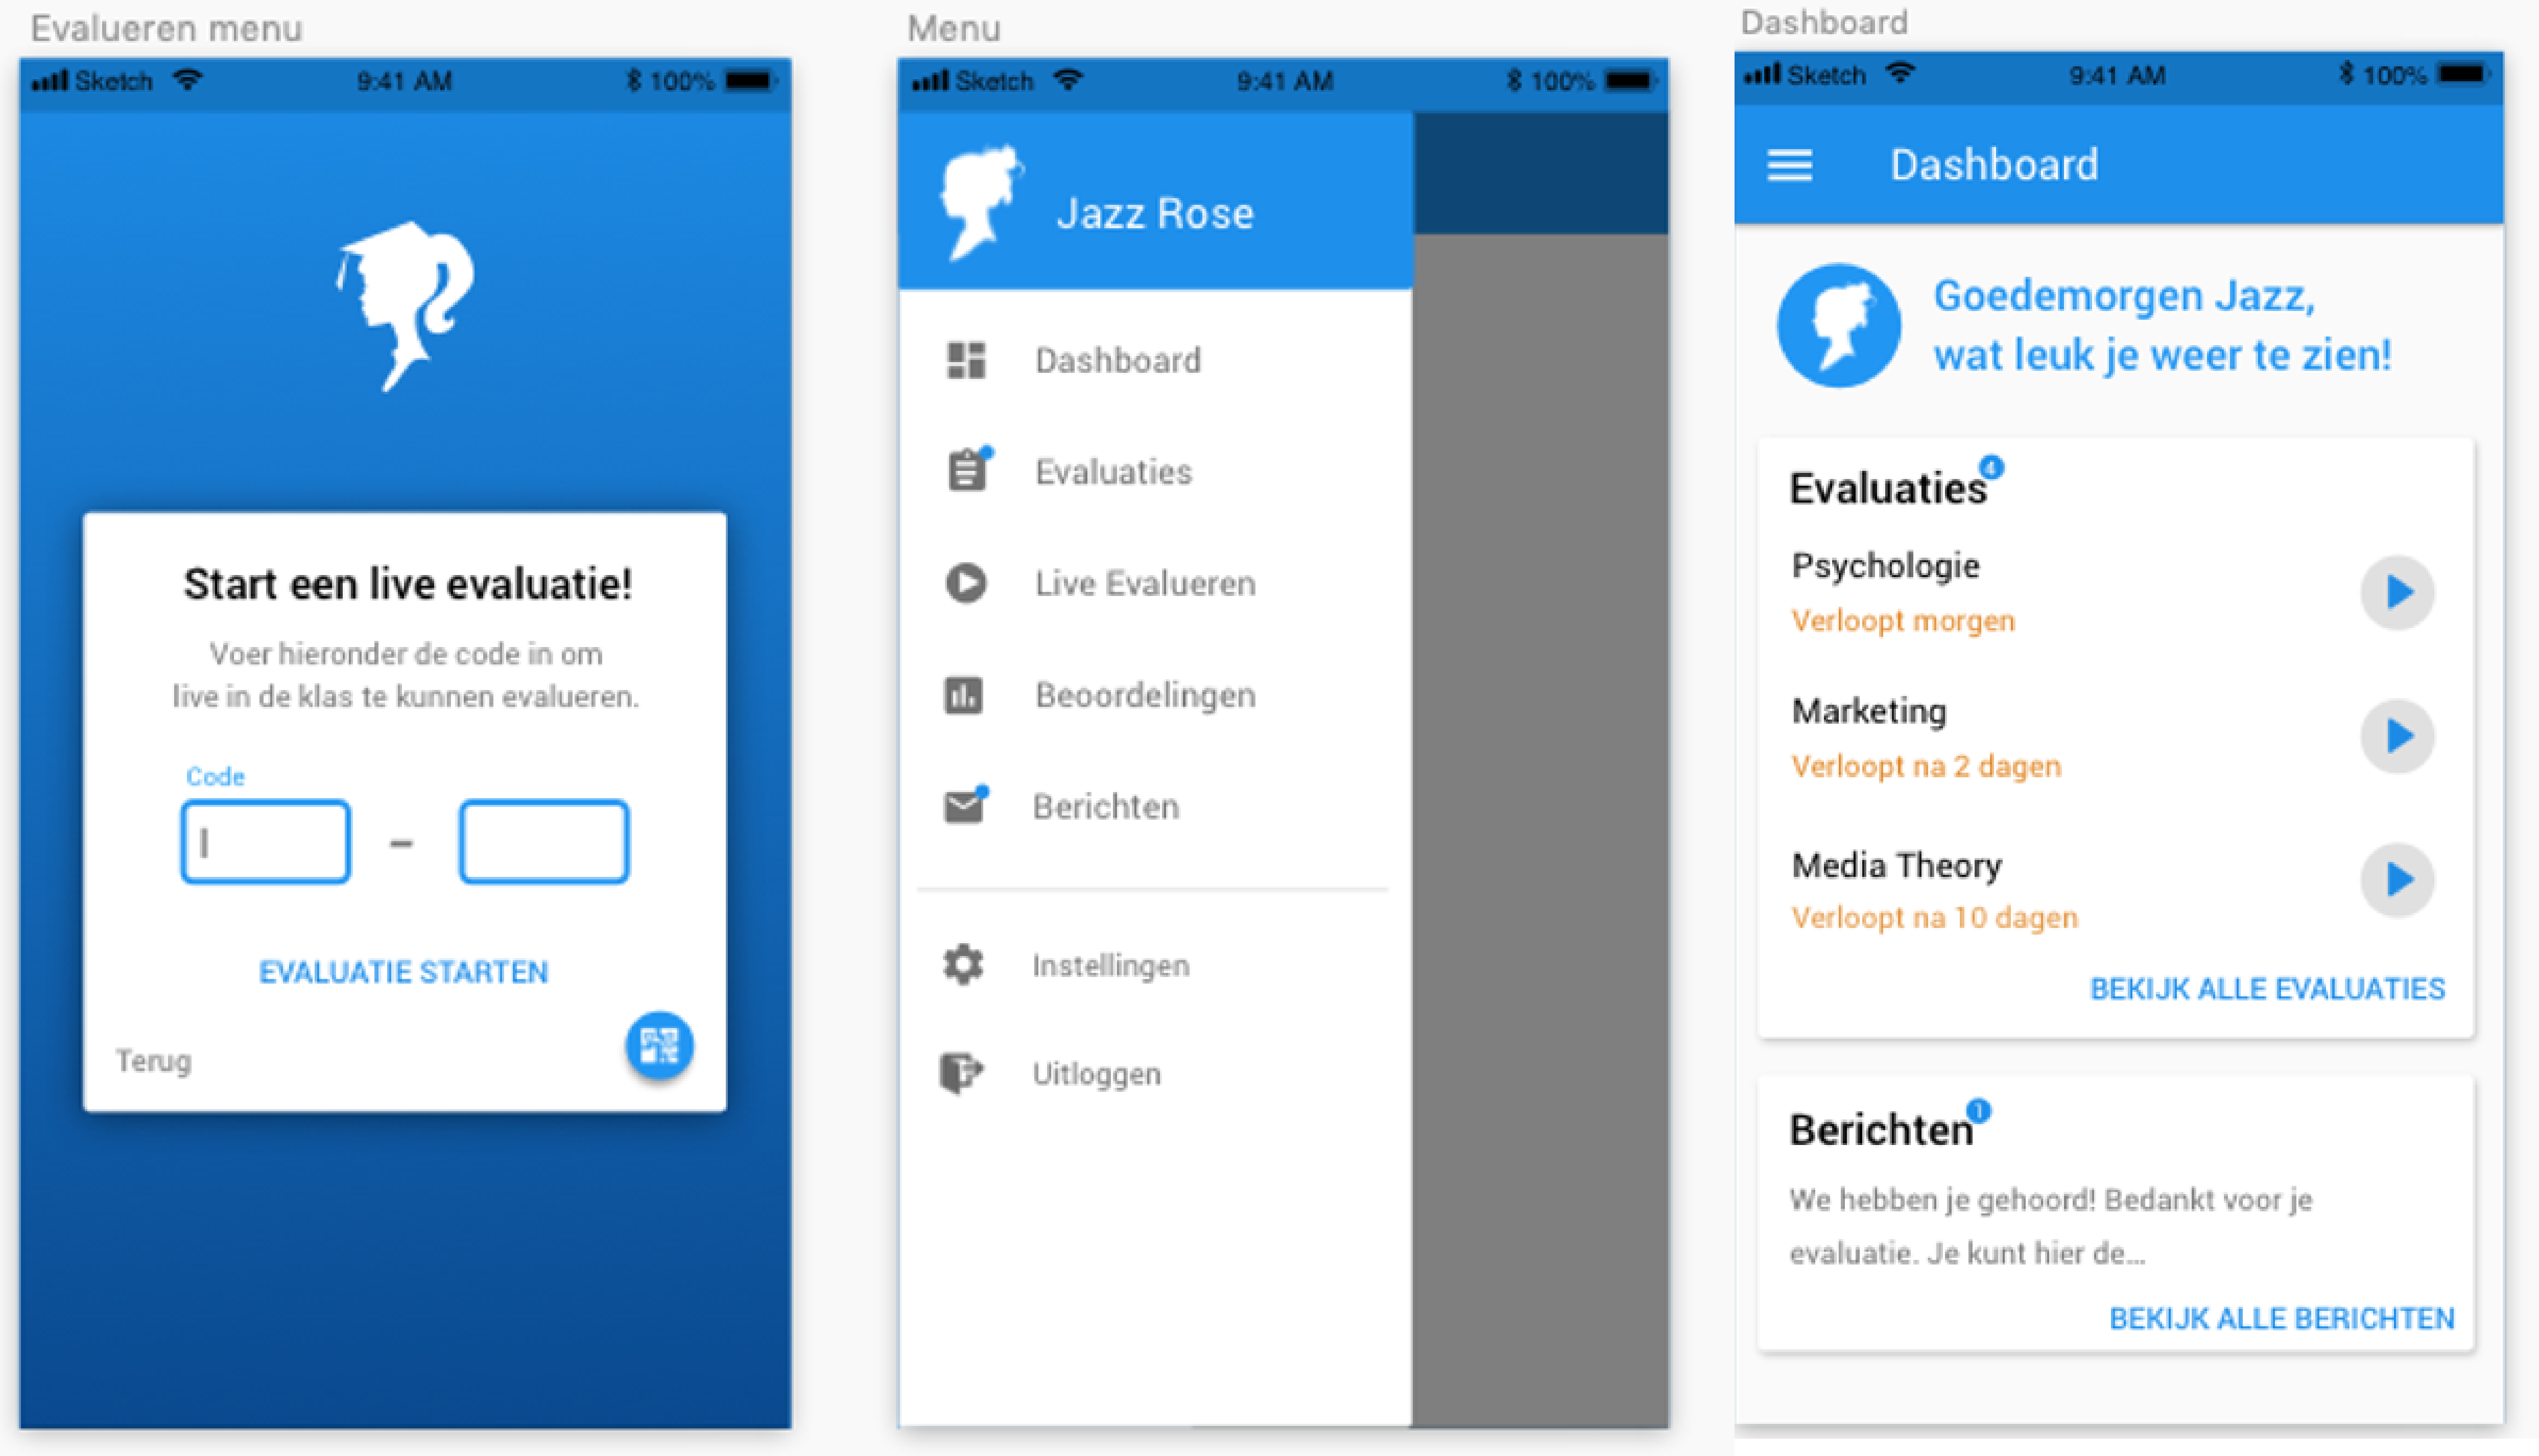 Evalueren menu
Sketch 9:41 AM 100%
Start een live evaluatie!
Voer hieronder de code in om
live in de klas te kunnen evalueren.
Code
-
EVALUATIE STARTEN
Terug
Menu
Sketch 9:41 AM 100%
Jazz Rose
Dashboard
Evaluaties
Live Evalueren
Beoordelingen
Berichten
Instellingen
Uitloggen
Dashboard
Sketch 9:41 AM 100%
Dashboard
Goedemorgen Jazz,
wat leuk je weer te zien!
Evaluaties 4
Psychologie
Verloopt morgen
Marketing
Verloopt na 2 dagen
Media Theory
Verloopt na 10 dagen
BEKIJK ALLE EVALUATIES
Berichten 1
We hebben je gehoord! Bedankt voor je
evaluatie. Je kunt hier de...
BEKIJK ALLE BERICHTEN